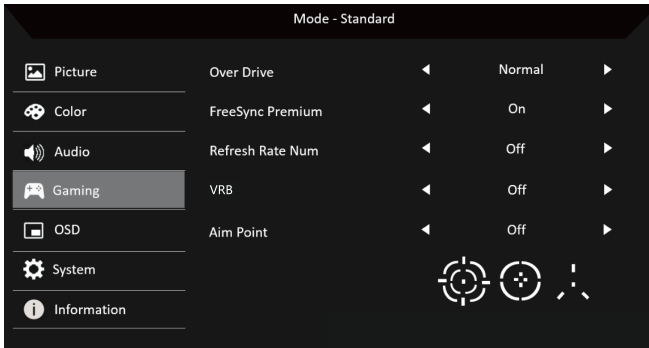 Mode - Standard
Picture
Over Drive Normal
Color
FreeSync Premium On
Audio
Refresh Rate Num Off
Gaming
VRB Off
OSD
Aim Point Off
System
Information